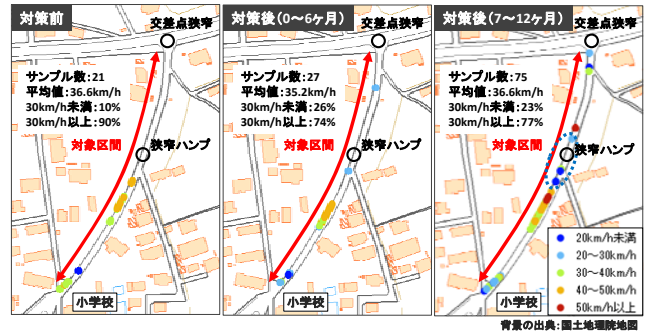 対策前
交差点狭窄
サンプル数:21
平均値:36.6km/h
30km/h未満:10%
30km/h以上:90%
狭窄ハンプ
対象区間
小学校
対策後(0～6ヶ月)
交差点狭窄
サンプル数:27
平均値:35.2km/h
30km/h未満:26%
30km/h以上:74%
狭窄ハンプ
対象区間
小学校
対策後(7～12ヶ月)
交差点狭窄
サンプル数:75
平均値:36.6km/h
30km/h未満:23%
30km/h以上:77%
狭窄ハンプ
対象区間
小学校
20km/h未満
20～30km/h
30～40km/h
40～50km/h
50km/h以上
背景の出典:国土地理院地図